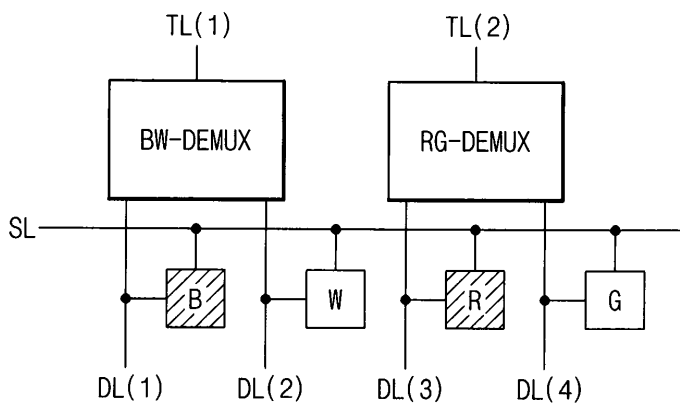 TL(1) TL(2)
BW-DEMUX RG-DEMUX
SL
B W R G
DL(1) DL(2) DL(3) DL(4)